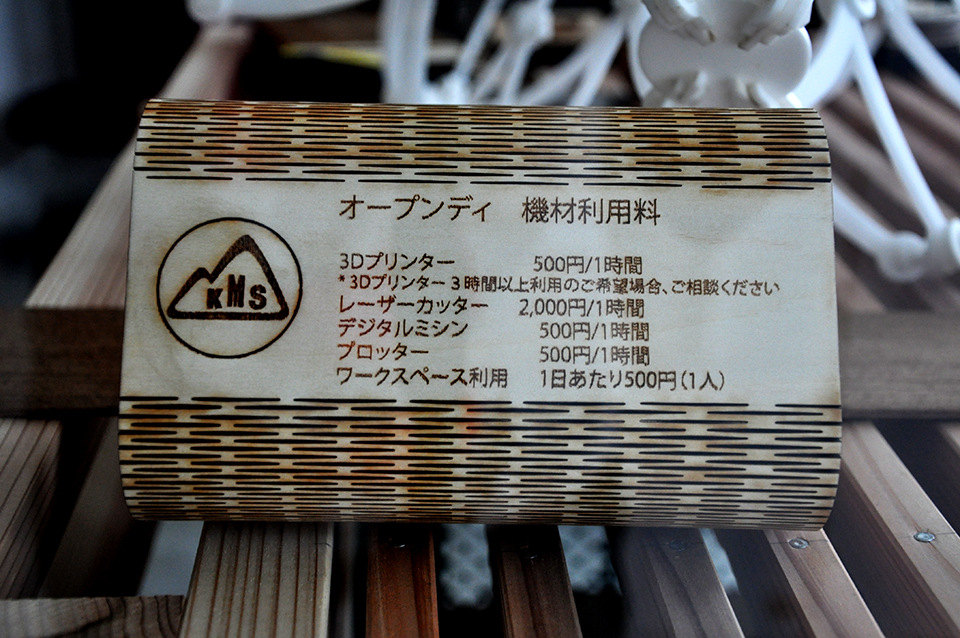 オープンディ 機材利用料
KMS
3Dプリンター 500円/1時間
*3Dプリンター3時間以上利用のご希望場合、ご相談ください
レーザーカッター 2,000円/1時間
デジタルミシン 500円/1時間
プロッター 500円/1時間
ワークスペース利用 1日あたり500円(1人)